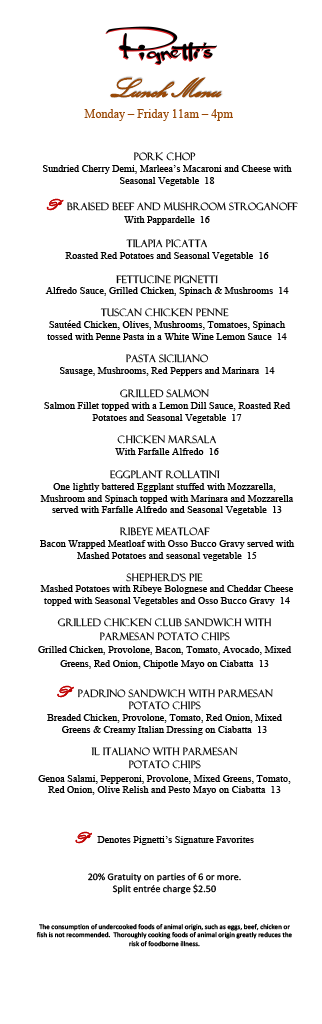 Pignetti's
Lunch Menu
Monday – Friday 11am – 4pm
PORK CHOP
Sundried Cherry Demi, Marleea's Macaroni and Cheese with
Seasonal Vegetable 18
BRAISED BEEF AND MUSHROOM STROGANOFF
With Pappardelle 16
TILAPIA PICATTA
Roasted Red Potatoes and Seasonal Vegetable 16
FETTUCINE PIGNETTI
Alfredo Sauce, Grilled Chicken, Spinach & Mushrooms 14
TUSCAN CHICKEN PENNE
Sautéed Chicken, Olives, Mushrooms, Tomatoes, Spinach
tossed with Penne Pasta in a White Wine Lemon Sauce 14
PASTA SICILIANO
Sausage, Mushrooms, Red Peppers and Marinara 14
GRILLED SALMON
Salmon Fillet topped with a Lemon Dill Sauce, Roasted Red
Potatoes and Seasonal Vegetable 17
CHICKEN MARSALA
With Farfalle Alfredo 16
EGGPLANT ROLLATINI
One lightly battered Eggplant stuffed with Mozzarella,
Mushroom and Spinach topped with Marinara and Mozzarella
served with Farfalle Alfredo and Seasonal Vegetable 13
RIBEYE MEATLOAF
Bacon Wrapped Meatloaf with Osso Bucco Gravy served with
Mashed Potatoes and seasonal vegetable 15
SHEPHERD'S PIE
Mashed Potatoes with Ribeye Bolognese and Cheddar Cheese
topped with Seasonal Vegetables and Osso Bucco Gravy 14
GRILLED CHICKEN CLUB SANDWICH WITH
PARMESAN POTATO CHIPS
Grilled Chicken, Provolone, Bacon, Tomato, Avocado, Mixed
Greens, Red Onion, Chipotle Mayo on Ciabatta 13
PADRINO SANDWICH WITH PARMESAN
POTATO CHIPS
Breaded Chicken, Provolone, Tomato, Red Onion, Mixed
Greens & Creamy Italian Dressing on Ciabatta 13
IL ITALIANO WITH PARMESAN
POTATO CHIPS
Genoa Salami, Pepperoni, Provolone, Mixed Greens, Tomato,
Red Onion, Olive Relish and Pesto Mayo on Ciabatta 13
Denotes Pignetti's Signature Favorites
20% Gratuity on parties of 6 or more.
Split entrée charge $2.50
The consumption of undercooked foods of animal origin, such as eggs, beef, chicken or
fish is not recommended. Thoroughly cooking foods of animal origin greatly reduces the
risk of foodborne illness.